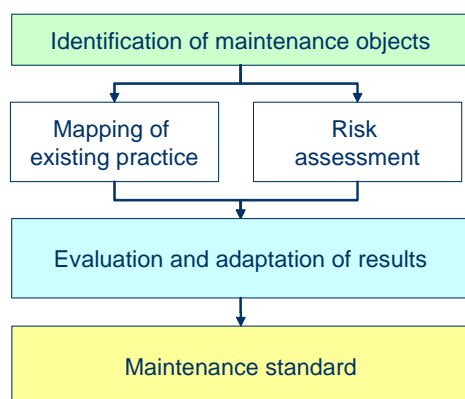 Identification of maintenance objects
Mapping of
existing practice
Risk
assessment
Evaluation and adaptation of results
Maintenance standard